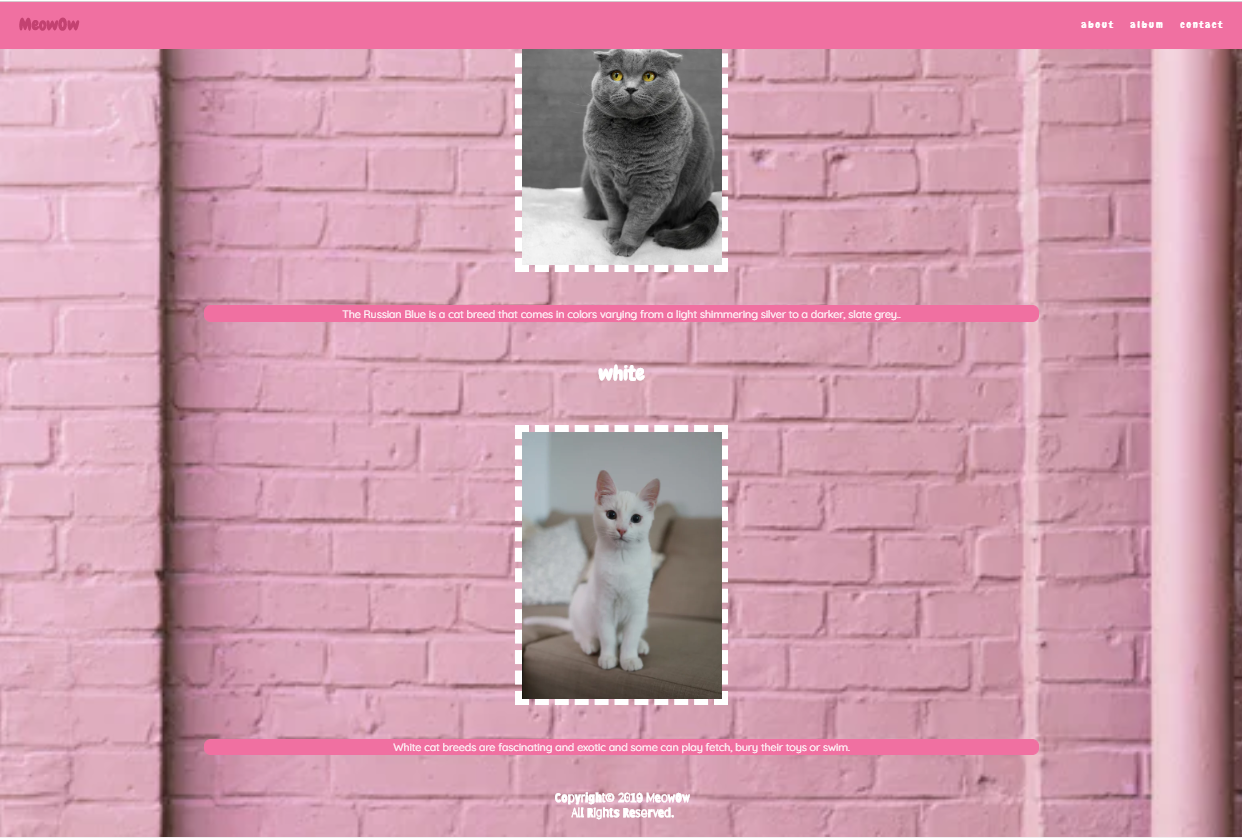 MeowOw
about album contact
The Russian Blue is a cat breed that comes in colors varying from a light shimmering silver to a darker, slate grey..
white
White cat breeds are fascinating and exotic and some can play fetch, bury their toys or swim.
Copyright© 2019 MeowOw
All Rights Reserved.